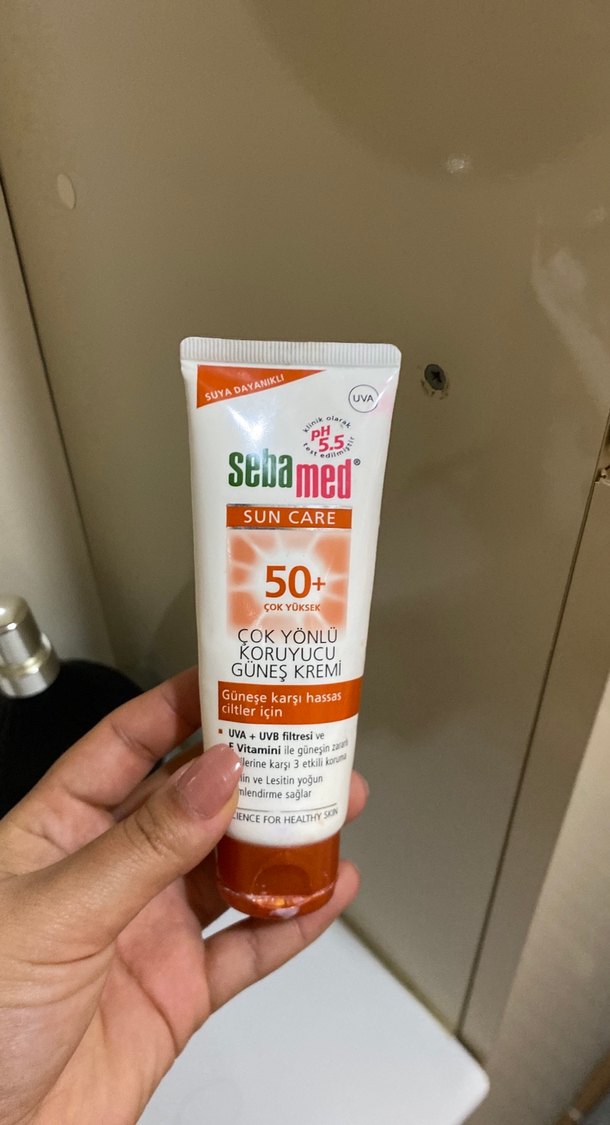 SUYA DAYANIKLI
UVA
klinik olarak
pH
5.5
test edilmiştir
sebamed®
SUN CARE
50+
ÇOK YÜKSEK
ÇOK YÖNLÜ
KORUYUCU
GÜNEŞ KREMİ
Güneşe karşı hassas
ciltler için
UVA + UVB filtresi ve
E Vitamini ile güneşin zararlı
karşı 3 etkili koruma
ve Lesitin yoğun
sağlar
FOR HEALTHY SKIN